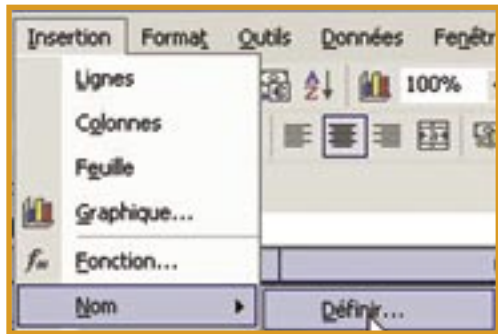 Insertion Format Outils Données Fenêtr
Lignes
100%
Colonnes
Feuille
Graphique...
Fonction...
Nom Définir...